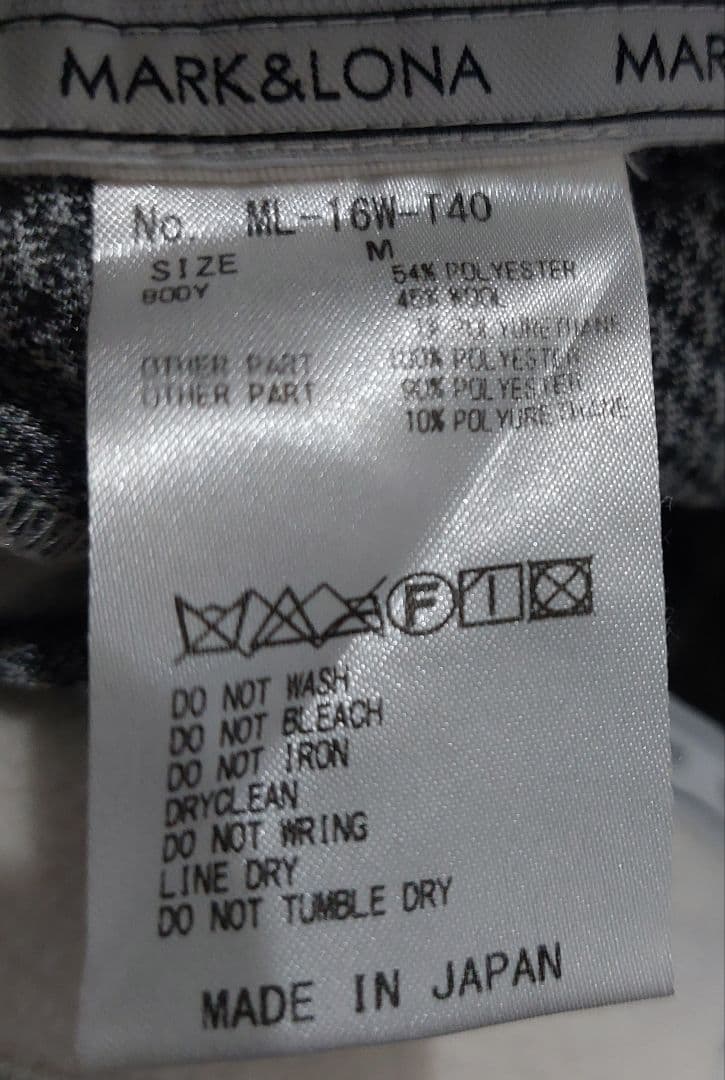 MARK&LONA MAR
No. ML-16W-T40
SIZE M
BODY 54% POLYESTER
45% WOOL
1% POLYURETHANE
OTHER PART 100% POLYESTER
OTHER PART 90% POLYESTER
10% POLYURETHANE
F
DO NOT WASH
DO NOT BLEACH
DO NOT IRON
DRYCLEAN
DO NOT WRING
LINE DRY
DO NOT TUMBLE DRY
MADE IN JAPAN